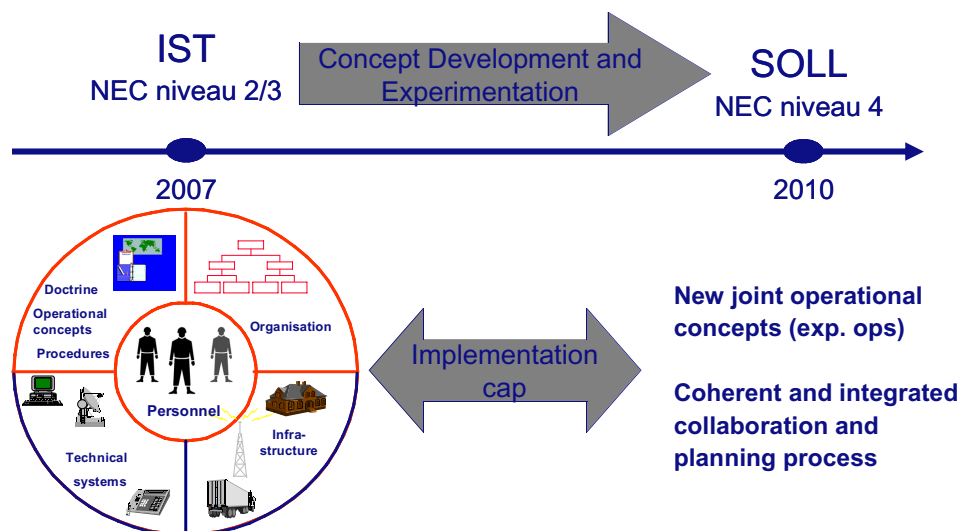 IST
NEC niveau 2/3
Concept Development and
Experimentation
SOLL
NEC niveau 4
2007
2010
Doctrine
Operational
concepts
Procedures
Organisation
Personnel
Technical
systems
Infra-
structure
Implementation
cap
New joint operational
concepts (exp. ops)
Coherent and integrated
collaboration and
planning process